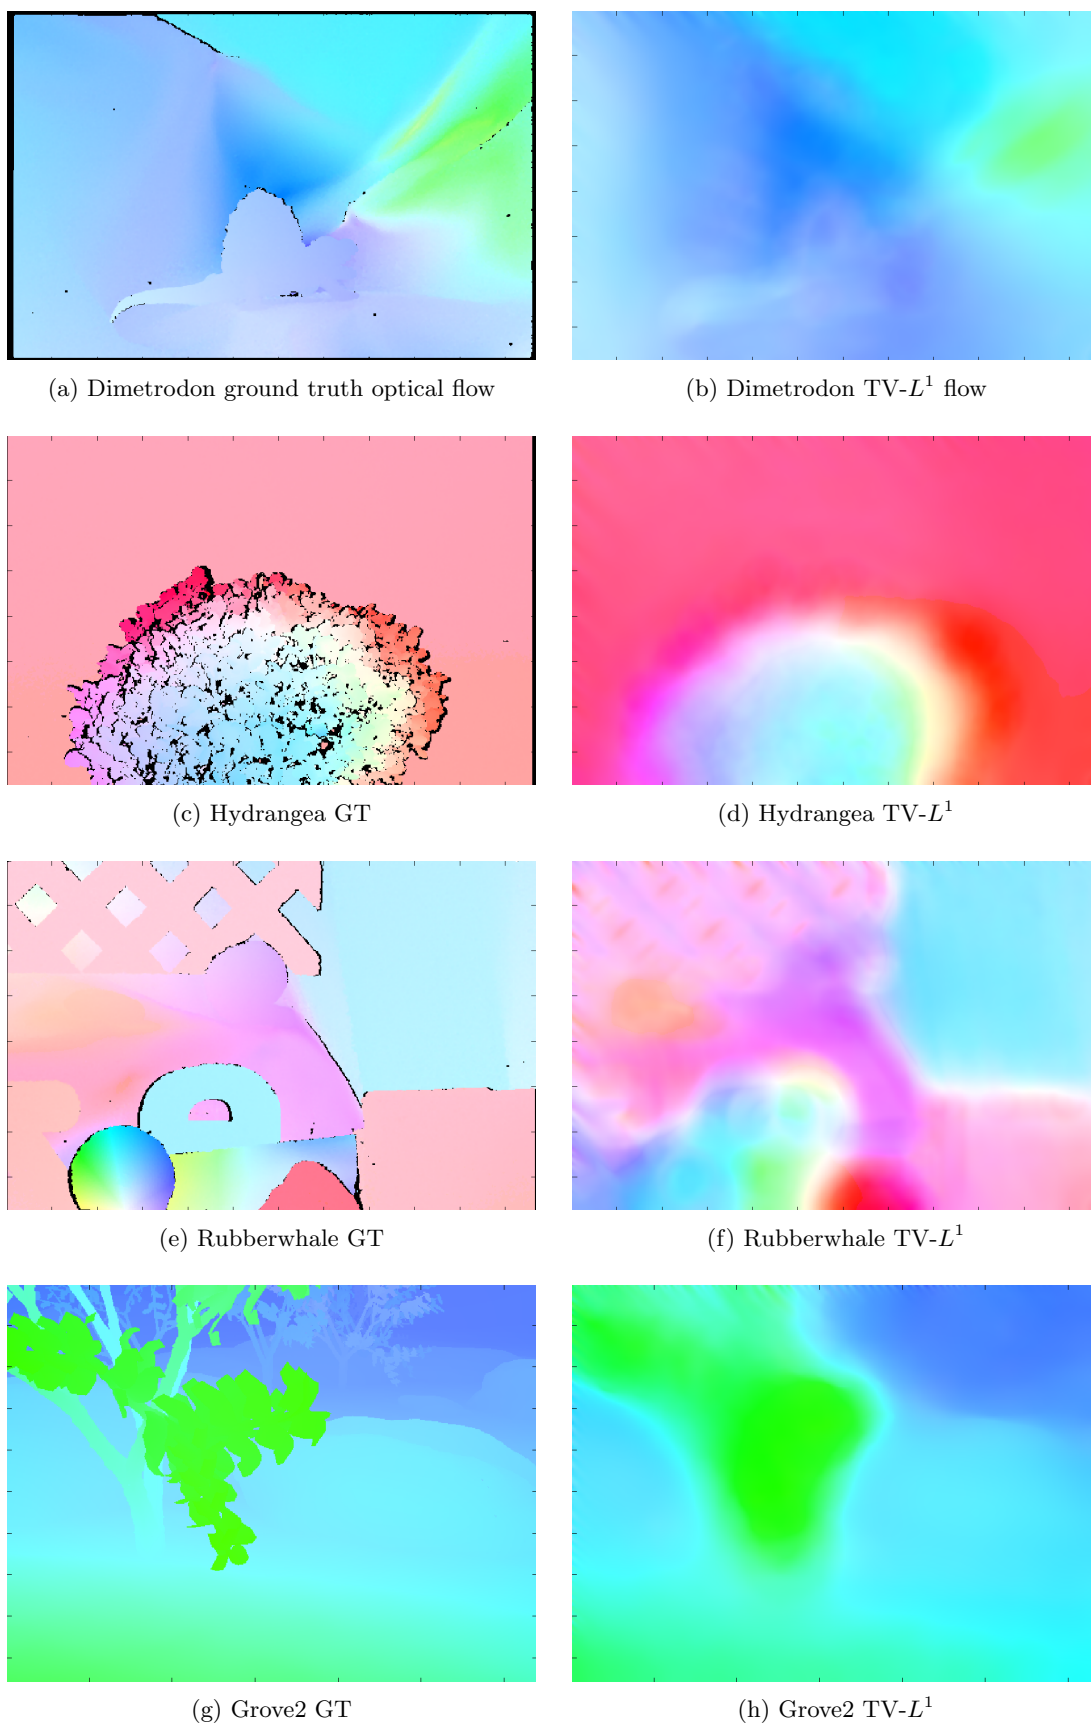 (a) Dimetrodon ground truth optical flow
(b) Dimetrodon TV-L¹ flow
(c) Hydrangea GT
(d) Hydrangea TV-L¹
(e) Rubberwhale GT
(f) Rubberwhale TV-L¹
(g) Grove2 GT
(h) Grove2 TV-L¹